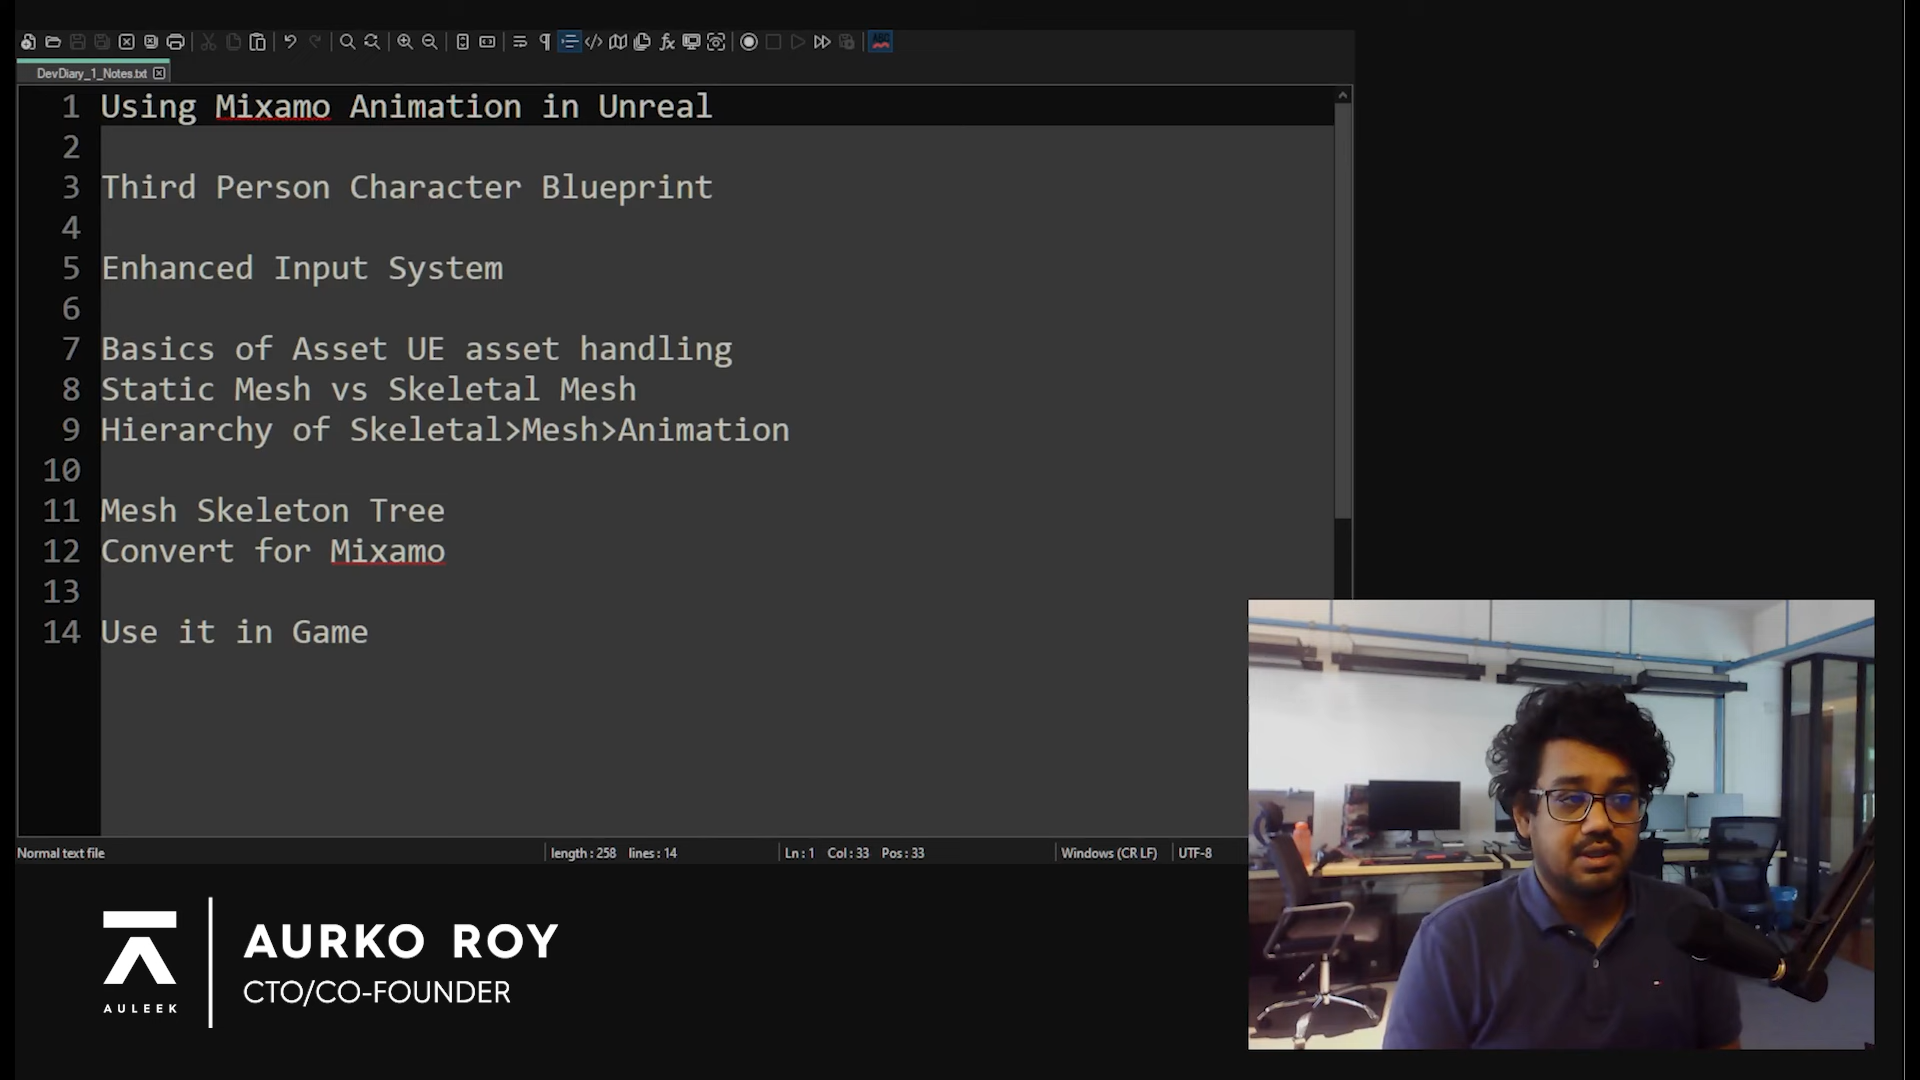 DevDiary_1_Notes.txt
1 Using Mixamo Animation in Unreal
2
3 Third Person Character Blueprint
4
5 Enhanced Input System
6
7 Basics of Asset UE asset handling
8 Static Mesh vs Skeletal Mesh
9 Hierarchy of Skeletal>Mesh>Animation
10
11 Mesh Skeleton Tree
12 Convert for Mixamo
13
14 Use it in Game
Normal text file length : 258 lines : 14 Ln : 1 Col : 33 Pos : 33 Windows (CR LF) UTF-8
AULEEK
AURKO ROY
CTO/CO-FOUNDER